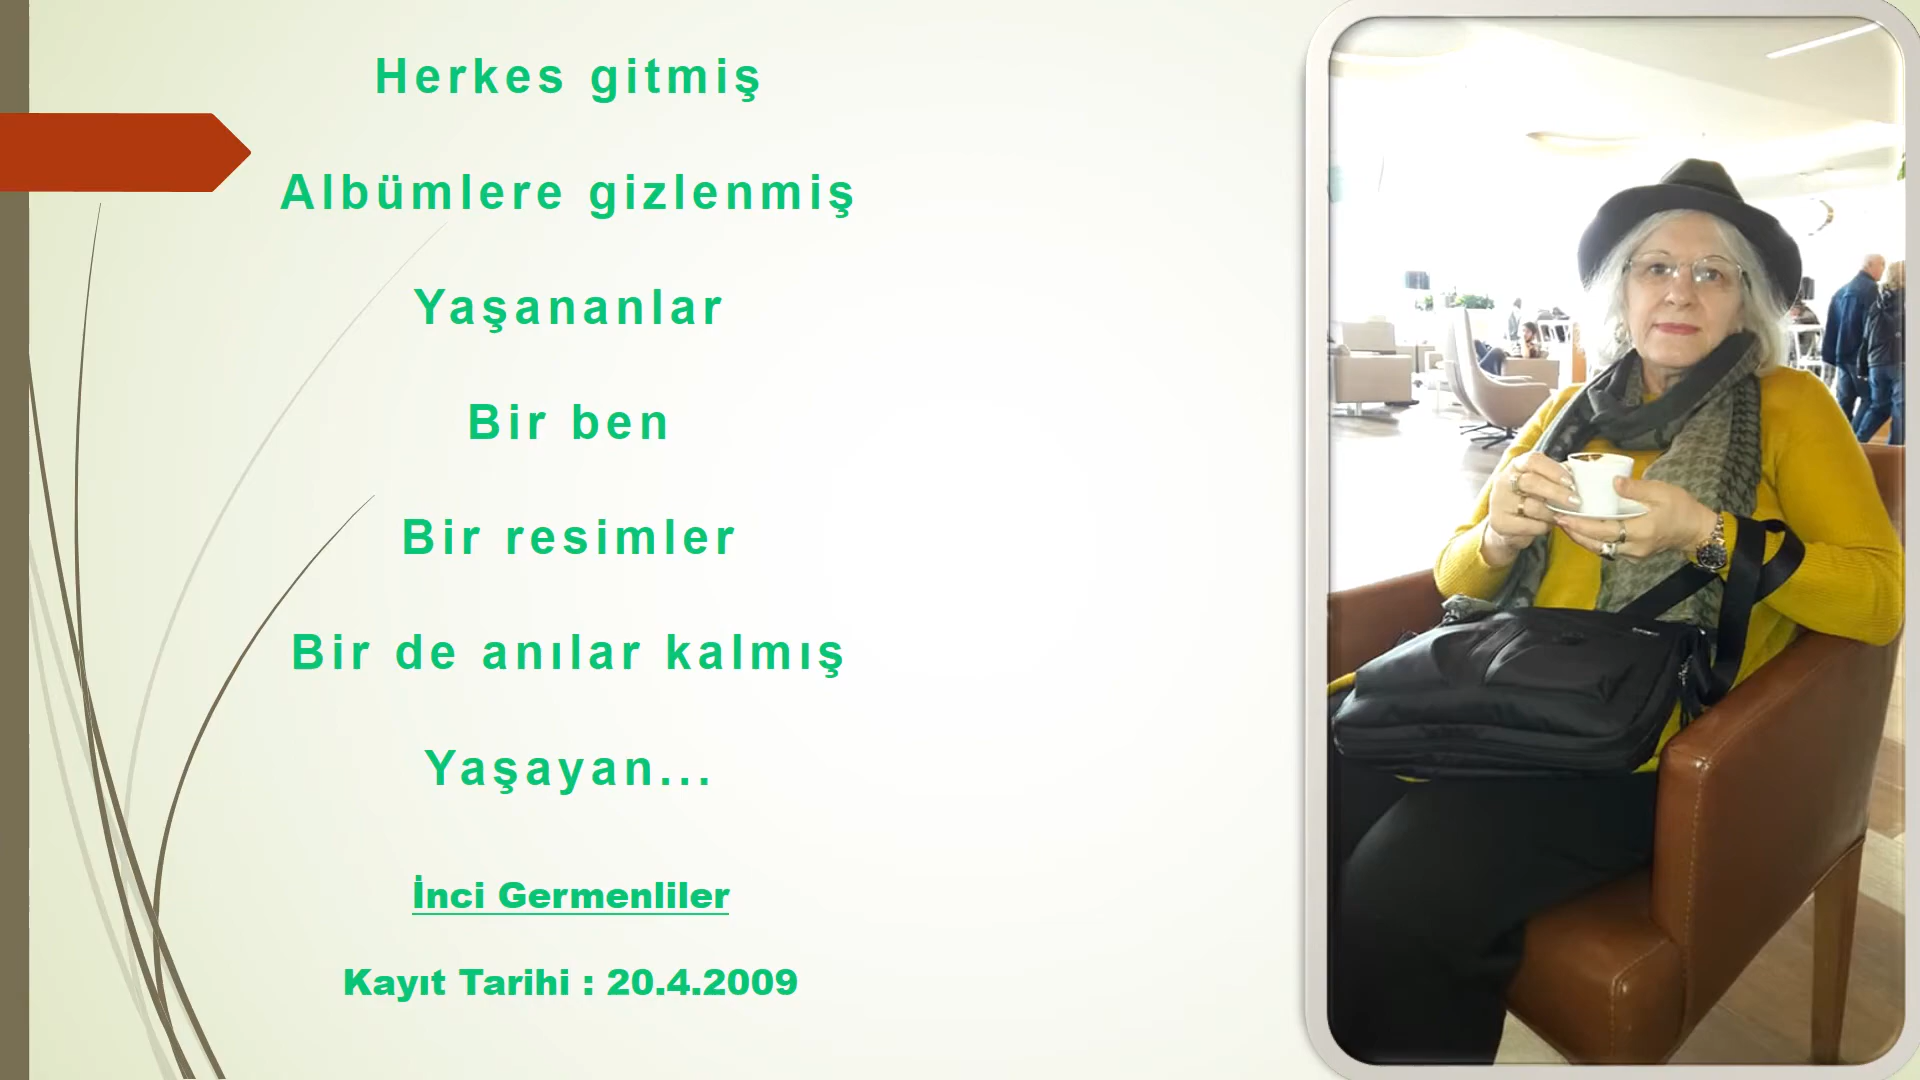 Herkes gitmiş
Albümlere gizlenmiş
Yaşananlar
Bir ben
Bir resimler
Bir de anılar kalmış
Yaşayan...
İnci Germenliler
Kayıt Tarihi : 20.4.2009